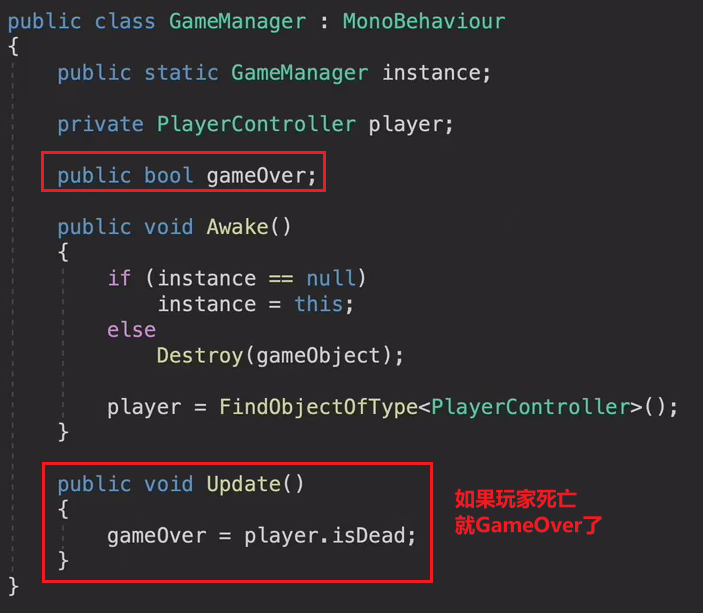 public class GameManager : MonoBehaviour
{
public static GameManager instance;
private PlayerController player;
public bool gameOver;
public void Awake()
{
if (instance == null)
instance = this;
else
Destroy(gameObject);
player = FindObjectOfType<PlayerController>();
}
public void Update()
{
gameOver = player.isDead;
}
}
如果玩家死亡
就GameOver了